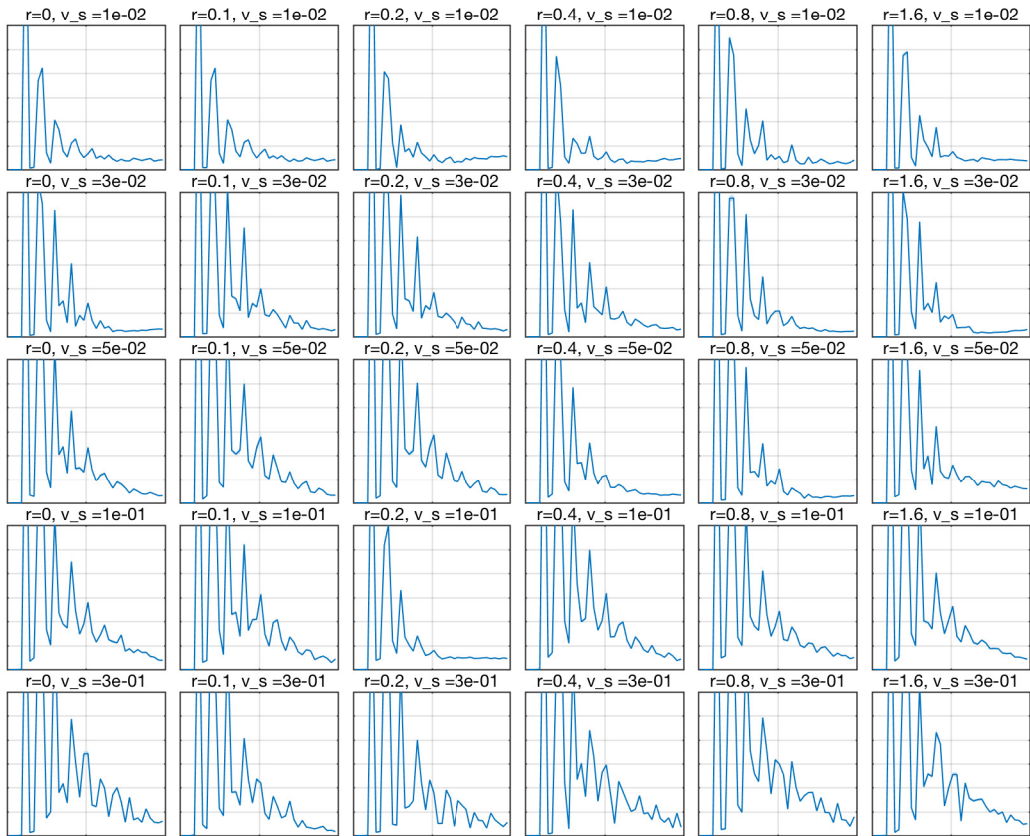 r=0, v_s =1e-02 r=0.1, v_s =1e-02 r=0.2, v_s =1e-02 r=0.4, v_s =1e-02 r=0.8, v_s =1e-02 r=1.6, v_s =1e-02
r=0, v_s =3e-02 r=0.1, v_s =3e-02 r=0.2, v_s =3e-02 r=0.4, v_s =3e-02 r=0.8, v_s =3e-02 r=1.6, v_s =3e-02
r=0, v_s =5e-02 r=0.1, v_s =5e-02 r=0.2, v_s =5e-02 r=0.4, v_s =5e-02 r=0.8, v_s =5e-02 r=1.6, v_s =5e-02
r=0, v_s =1e-01 r=0.1, v_s =1e-01 r=0.2, v_s =1e-01 r=0.4, v_s =1e-01 r=0.8, v_s =1e-01 r=1.6, v_s =1e-01
r=0, v_s =3e-01 r=0.1, v_s =3e-01 r=0.2, v_s =3e-01 r=0.4, v_s =3e-01 r=0.8, v_s =3e-01 r=1.6, v_s =3e-01